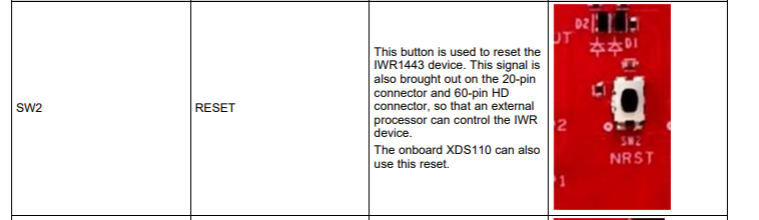 SW2
RESET
This button is used to reset the
IWR1443 device. This signal is
also brought out on the 20-pin
connector and 60-pin HD
connector, so that an external
processor can control the IWR
device.
The onboard XDS110 can also
use this reset.
D2
D1
UT
2
SW2
NRST
1